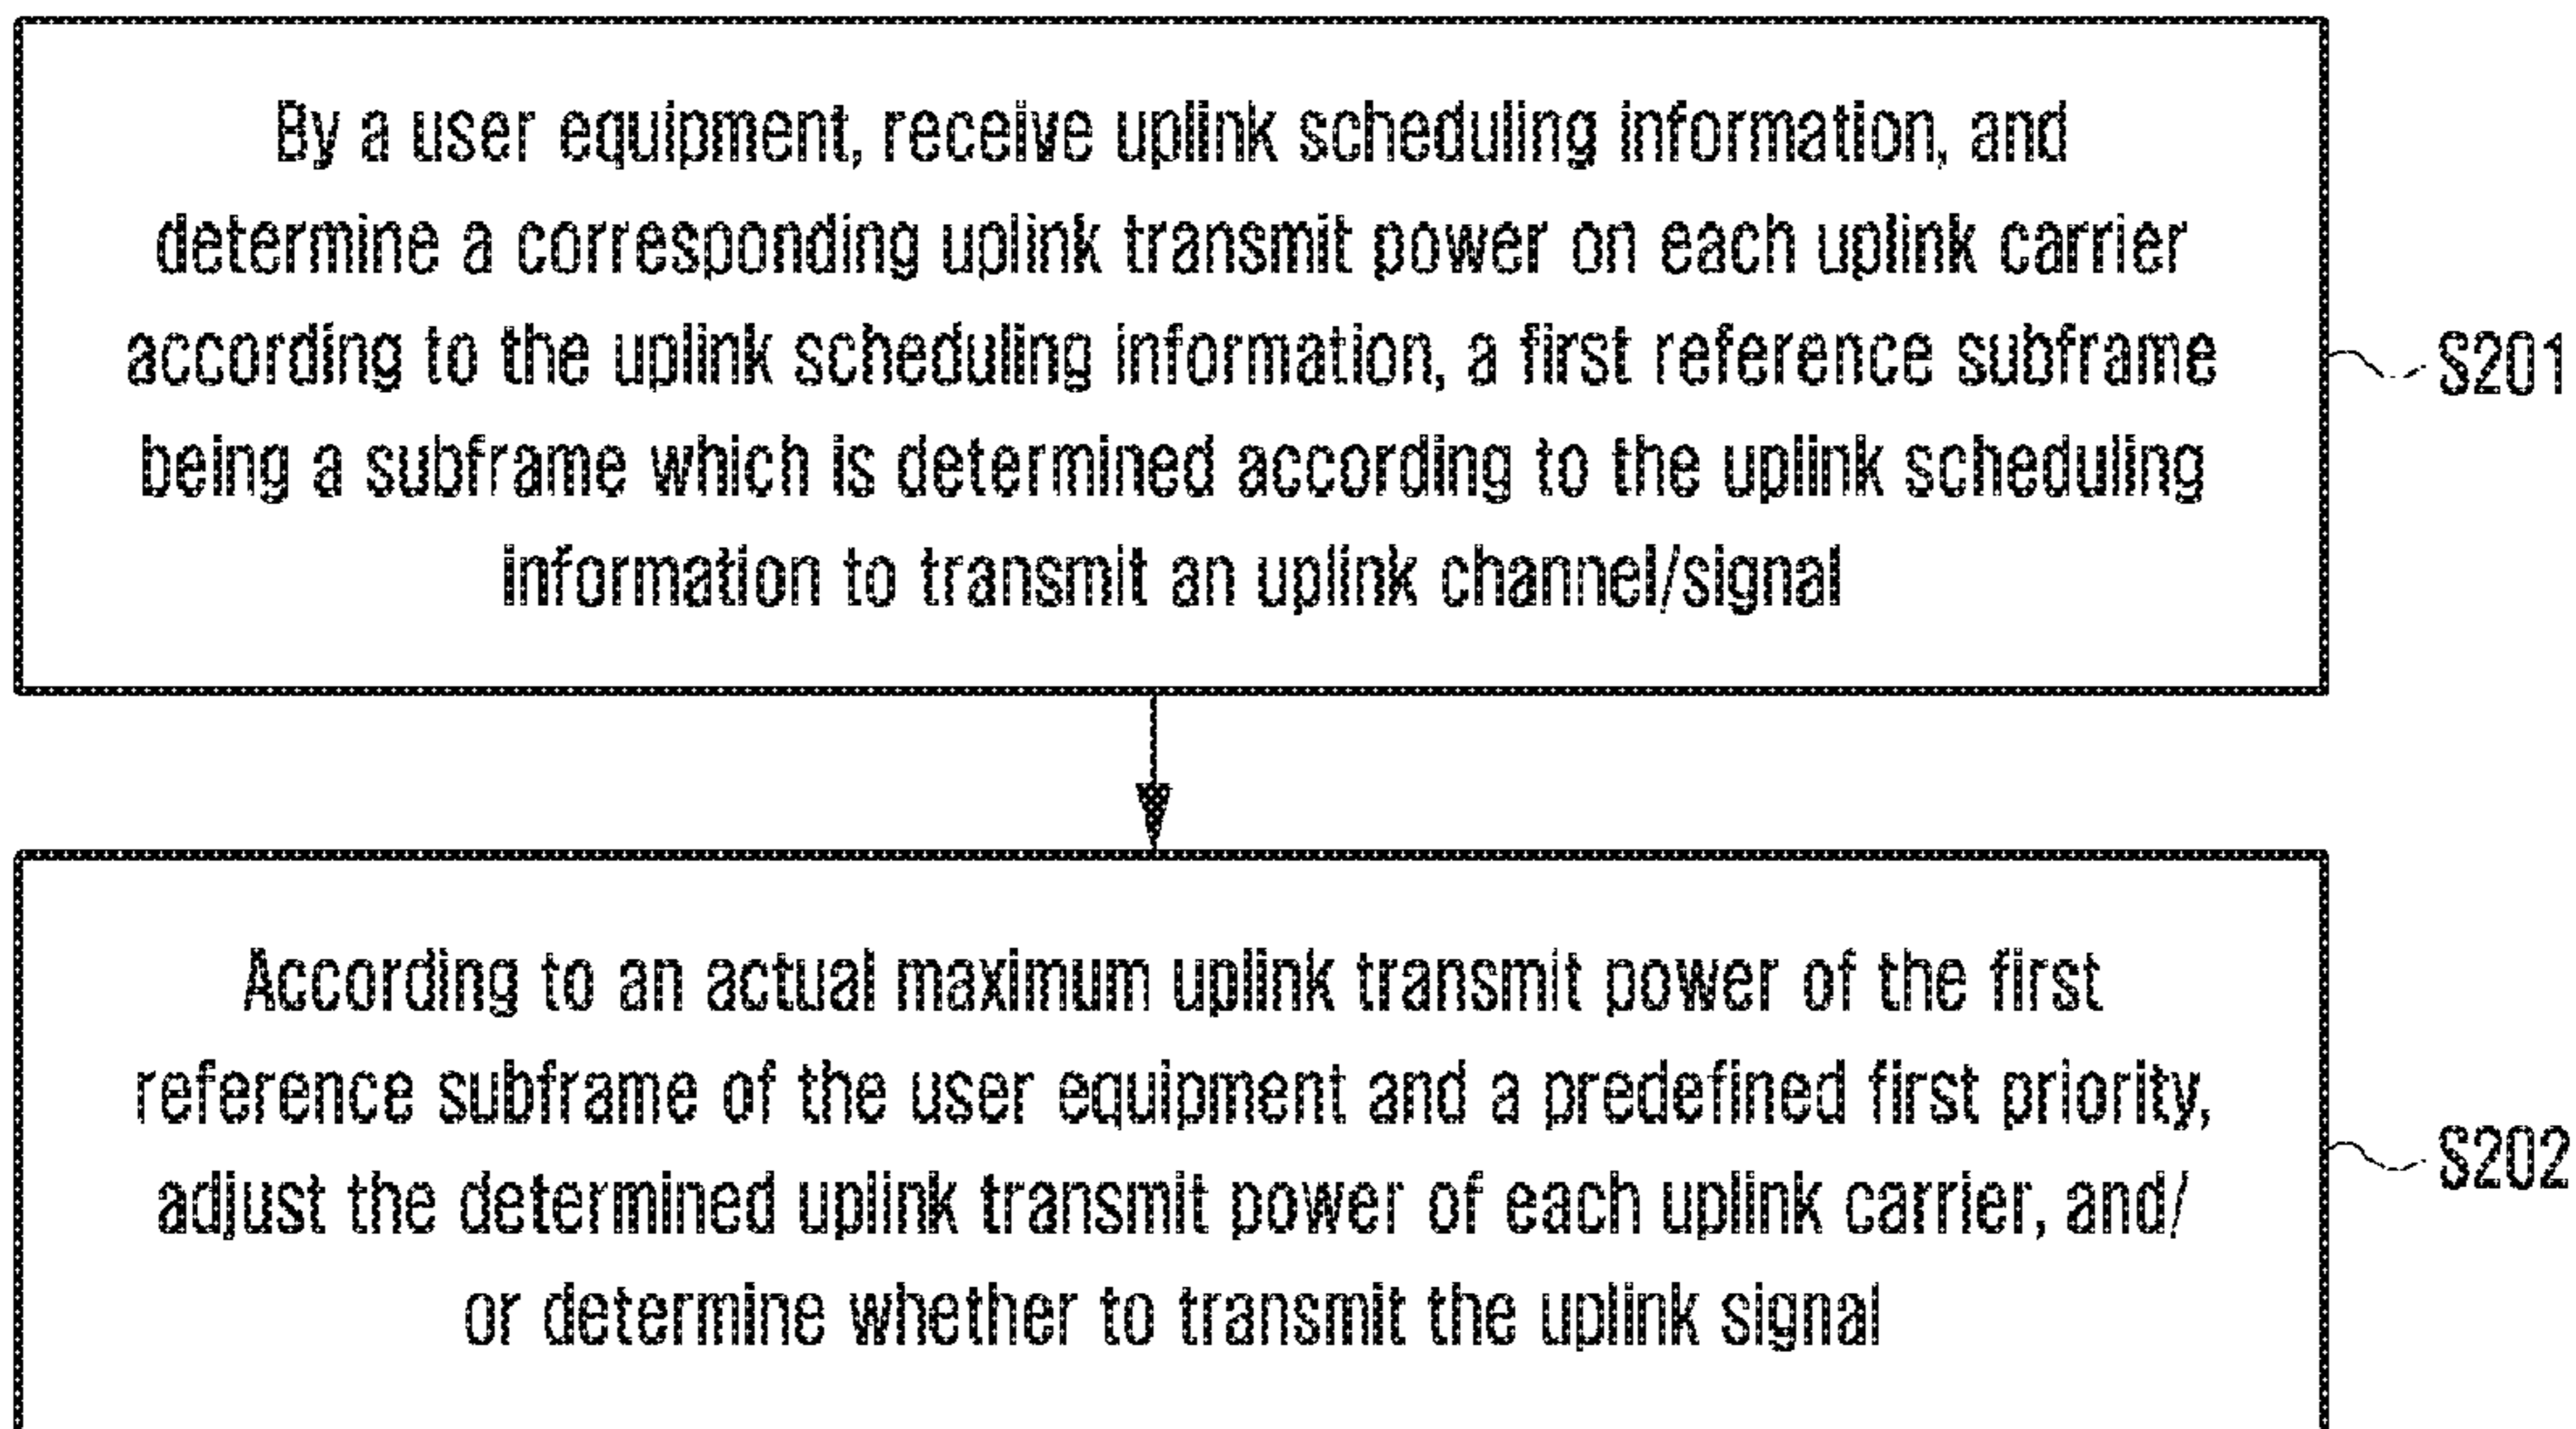 By a user equipment, receive uplink scheduling information, and
determine a corresponding uplink transmit power on each uplink carrier
according to the uplink scheduling information, a first reference subframe
being a subframe which is determined according to the uplink scheduling
information to transmit an uplink channel/signal
S201
According to an actual maximum uplink transmit power of the first
reference subframe of the user equipment and a predefined first priority,
adjust the determined uplink transmit power of each uplink carrier, and/
or determine whether to transmit the uplink signal
S202